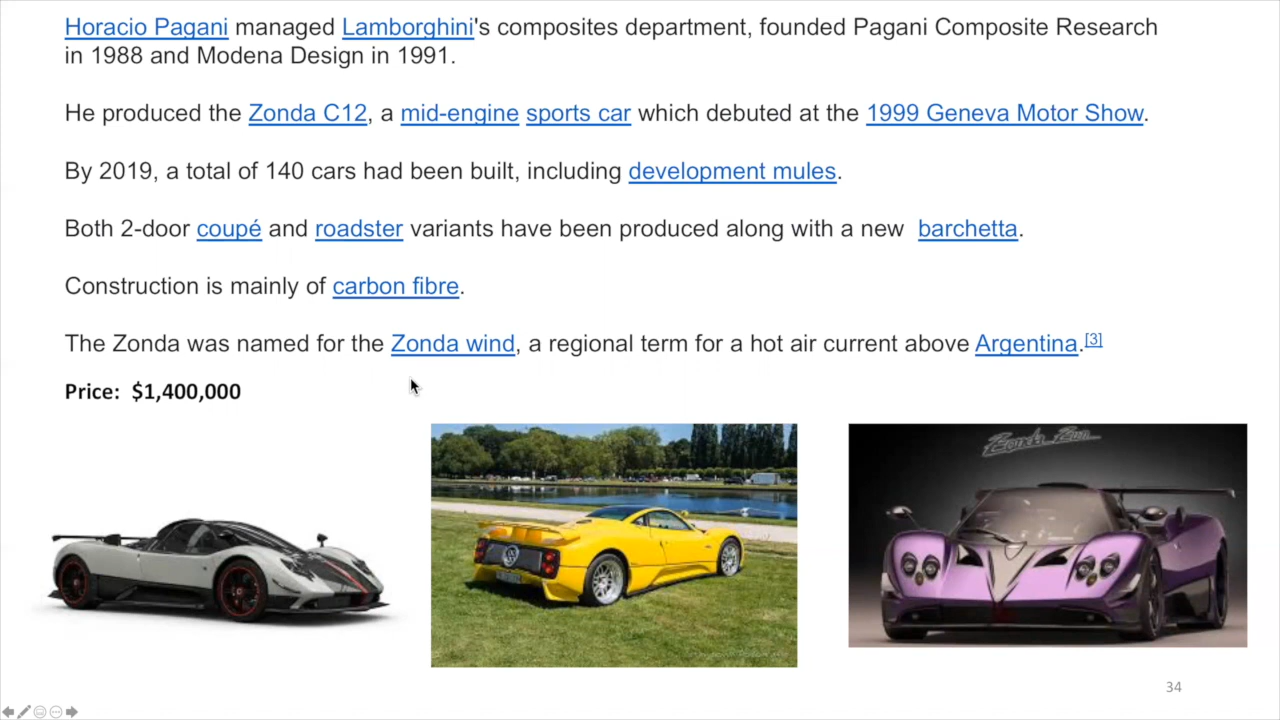 Horacio Pagani managed Lamborghini's composites department, founded Pagani Composite Research
in 1988 and Modena Design in 1991.
He produced the Zonda C12, a mid-engine sports car which debuted at the 1999 Geneva Motor Show.
By 2019, a total of 140 cars had been built, including development mules.
Both 2-door coupé and roadster variants have been produced along with a new barchetta.
Construction is mainly of carbon fibre.
The Zonda was named for the Zonda wind, a regional term for a hot air current above Argentina.[3]
Price: $1,400,000
Zonda
34